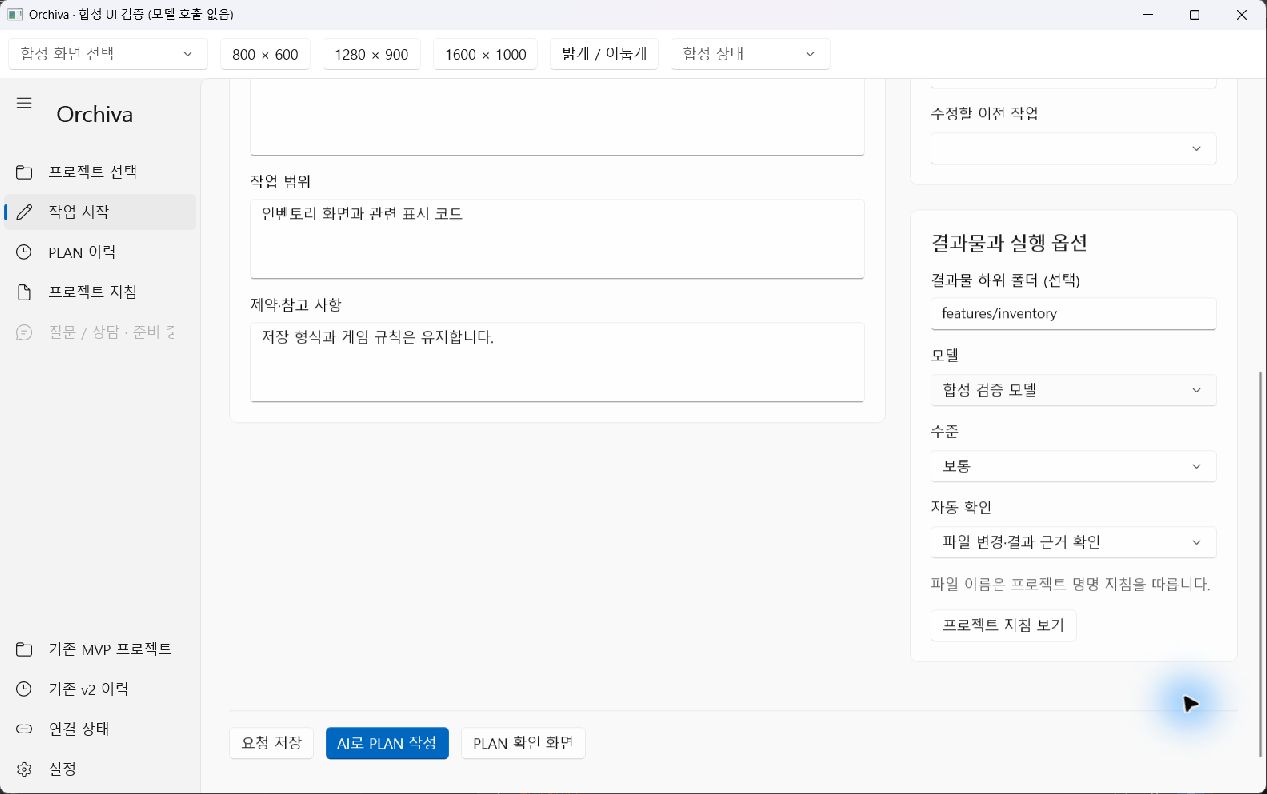 Orchiva · 합성 UI 검증 (모델 호출 없음)
합성 화면 선택
800 × 600
1280 × 900
1600 × 1000
밝게 / 어둡게
합성 상태
Orchiva
프로젝트 선택
작업 시작
PLAN 이력
프로젝트 지침
질문 / 상담 · 준비
기존 MVP 프로젝트
기존 v2 이력
연결 상태
설정
작업 범위
인벤토리 화면과 관련 표시 코드
제약·참고 사항
저장 형식과 게임 규칙은 유지합니다.
수정할 이전 작업
결과물과 실행 옵션
결과물 하위 폴더 (선택)
features/inventory
모델
합성 검증 모델
수준
보통
자동 확인
파일 변경·결과 근거 확인
파일 이름은 프로젝트 명명 지침을 따릅니다.
프로젝트 지침 보기
요청 저장
AI로 PLAN 작성
PLAN 확인 화면